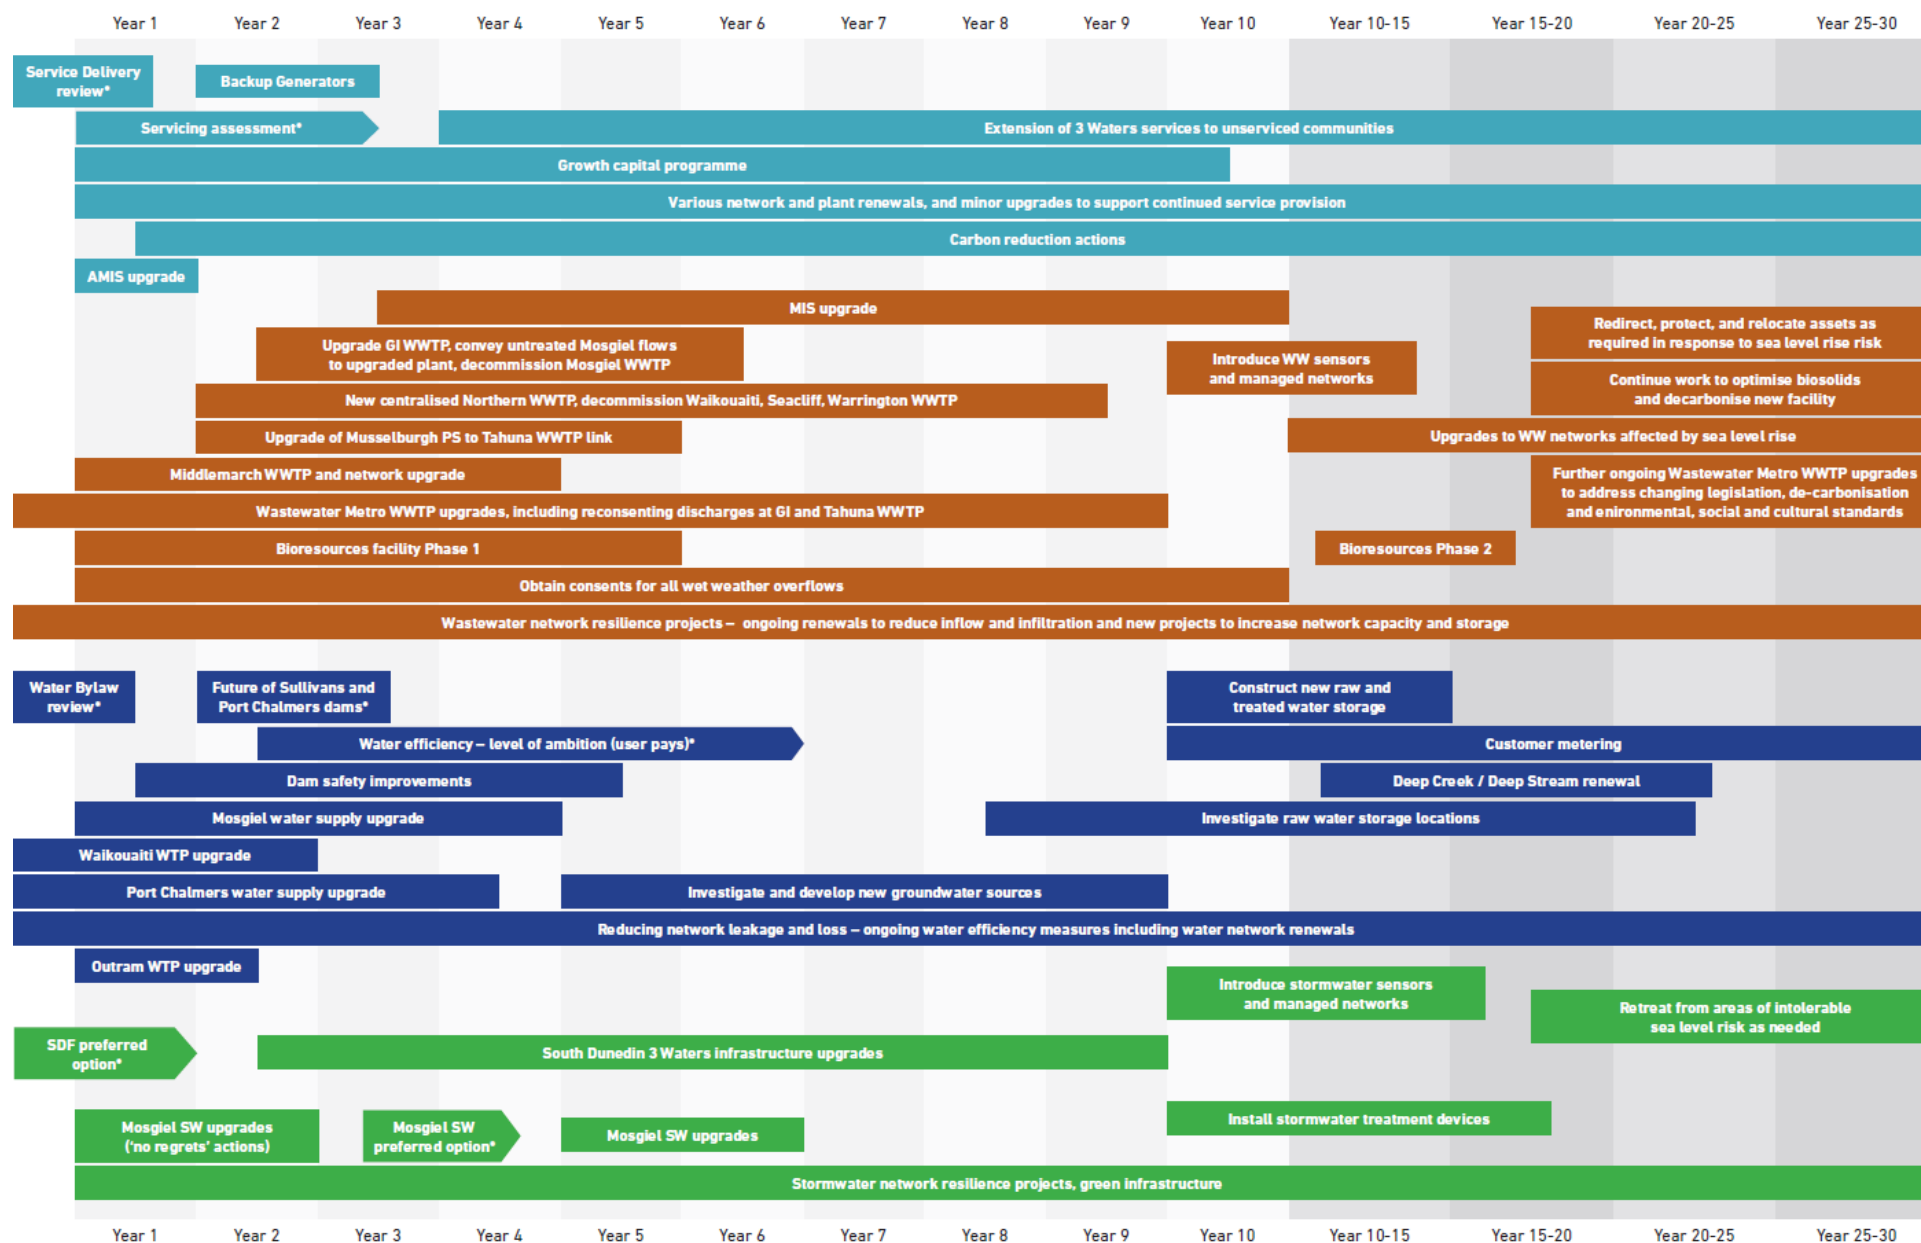 Year 1 Year 2 Year 3 Year 4 Year 5 Year 6 Year 7 Year 8 Year 9 Year 10 Year 10-15 Year 15-20 Year 20-25 Year 25-30
Service Delivery
review*
Backup Generators
Servicing assessment*
Extension of 3 Waters services to unserviced communities
Growth capital programme
Various network and plant renewals, and minor upgrades to support continued service provision
Carbon reduction actions
AMIS upgrade
MIS upgrade
Upgrade GI WWTP, convey untreated Mosgiel flows
to upgraded plant, decommission Mosgiel WWTP
Introduce WW sensors
and managed networks
Redirect, protect, and relocate assets as
required in response to sea level rise risk
Continue work to optimise biosolids
and decarbonise new facility
New centralised Northern WWTP, decommission Waikouaiti, Seacliff, Warrington WWTP
Upgrade of Musselburgh PS to Tahuna WWTP link
Upgrades to WW networks affected by sea level rise
Middlemarch WWTP and network upgrade
Further ongoing Wastewater Metro WWTP upgrades
to address changing legislation, de-carbonisation
and enironmental, social and cultural standards
Wastewater Metro WWTP upgrades, including reconsenting discharges at GI and Tahuna WWTP
Bioresources facility Phase 1
Bioresources Phase 2
Obtain consents for all wet weather overflows
Wastewater network resilience projects – ongoing renewals to reduce inflow and infiltration and new projects to increase network capacity and storage
Water Bylaw
review*
Future of Sullivans and
Port Chalmers dams*
Construct new raw and
treated water storage
Water efficiency – level of ambition (user pays)*
Customer metering
Dam safety improvements
Deep Creek / Deep Stream renewal
Mosgiel water supply upgrade
Investigate raw water storage locations
Waikouaiti WTP upgrade
Port Chalmers water supply upgrade
Investigate and develop new groundwater sources
Reducing network leakage and loss – ongoing water efficiency measures including water network renewals
Outram WTP upgrade
Introduce stormwater sensors
and managed networks
Retreat from areas of intolerable
sea level risk as needed
SDF preferred
option*
South Dunedin 3 Waters infrastructure upgrades
Mosgiel SW upgrades
('no regrets' actions)
Mosgiel SW
preferred option*
Mosgiel SW upgrades
Install stormwater treatment devices
Stormwater network resilience projects, green infrastructure
Year 1 Year 2 Year 3 Year 4 Year 5 Year 6 Year 7 Year 8 Year 9 Year 10 Year 10-15 Year 15-20 Year 20-25 Year 25-30